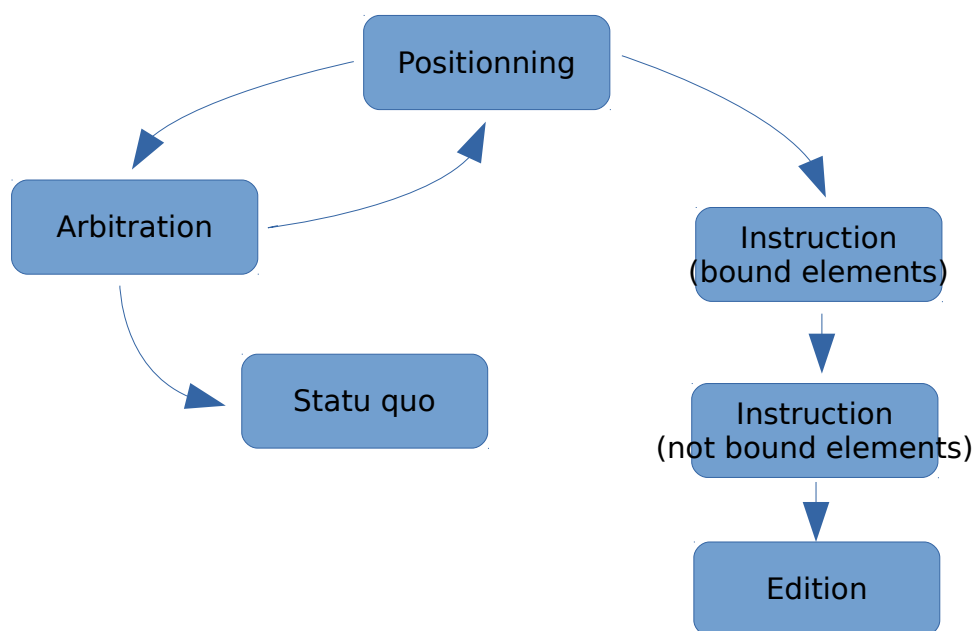 Positionning
Arbitration
Instruction
(bound elements)
Statu quo
Instruction
(not bound elements)
Edition